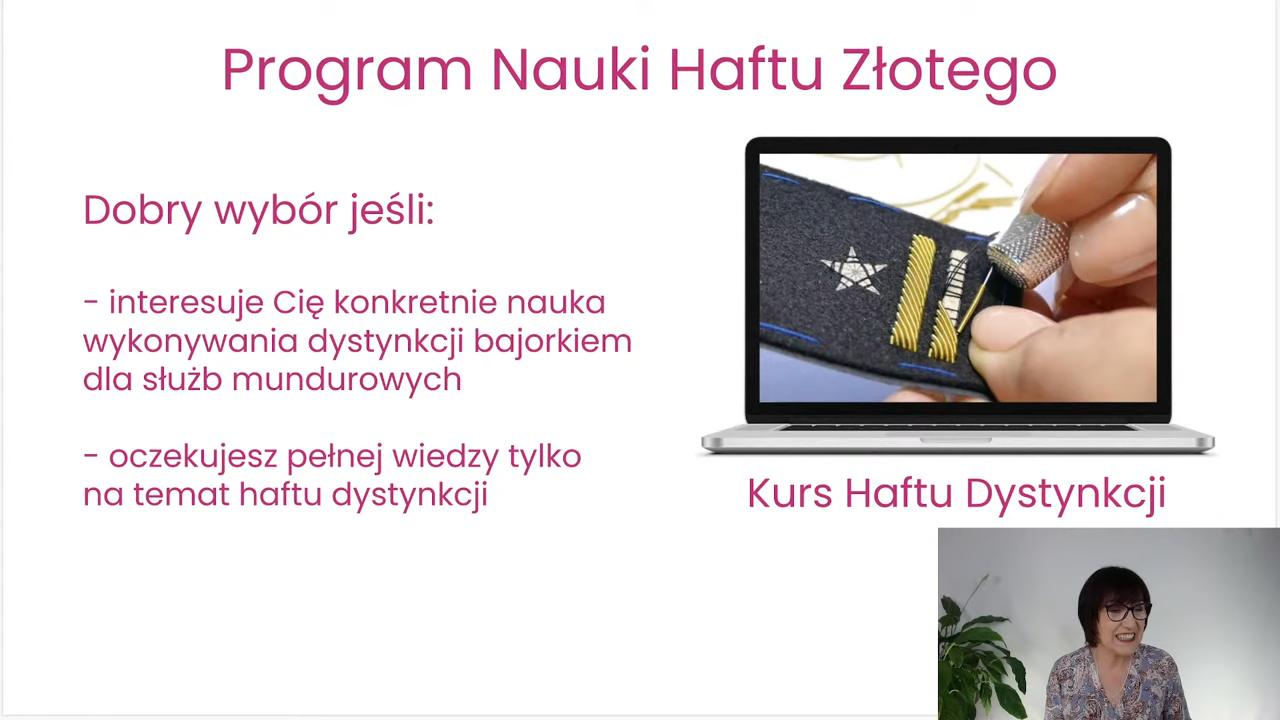 Program Nauki Haftu Złotego
Dobry wybór jeśli:
- interesuje Cię konkretnie nauka
wykonywania dystynkcji bajorkiem
dla służb mundurowych
- oczekujesz pełnej wiedzy tylko
na temat haftu dystynkcji
Kurs Haftu Dystynkcji